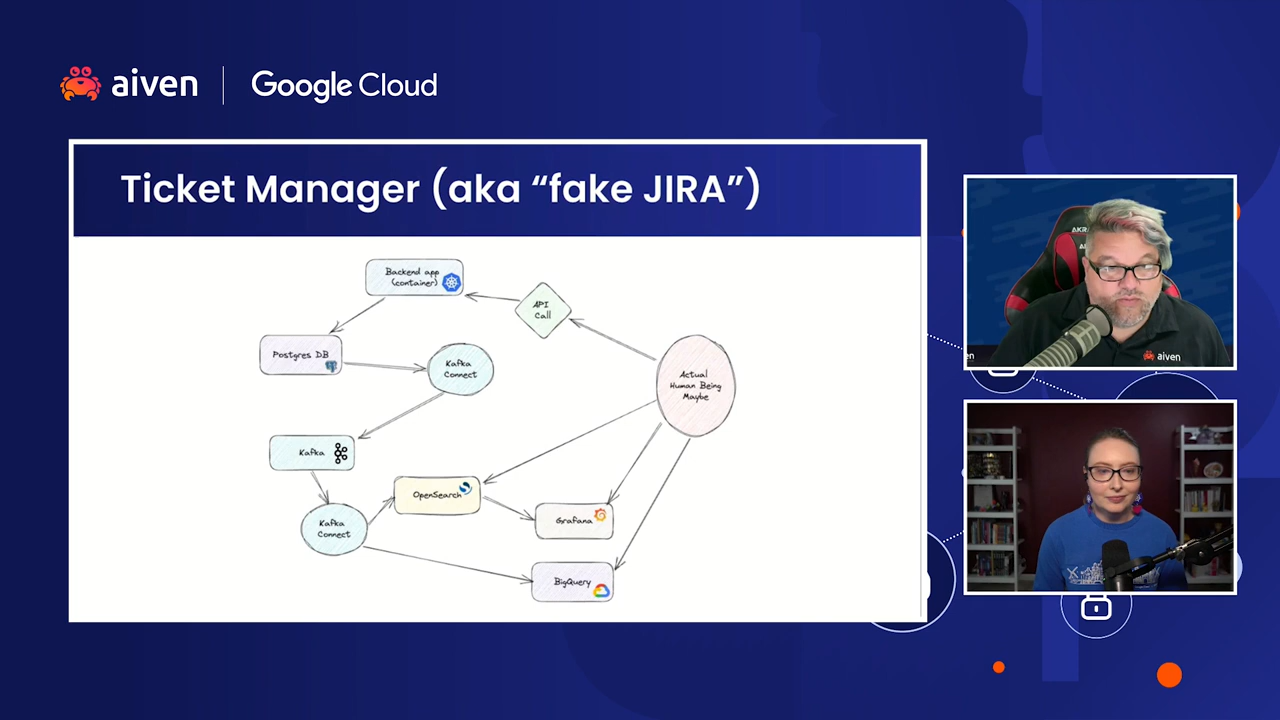 aiven
Google Cloud
Ticket Manager (aka “fake JIRA”)
Backend app
(container)
API
Call
Postgres DB
Kafka
Connect
Actual
Human Being
Maybe
Kafka
OpenSearch
Kafka
Connect
Grafana
BigQuery
AKRA
aiven